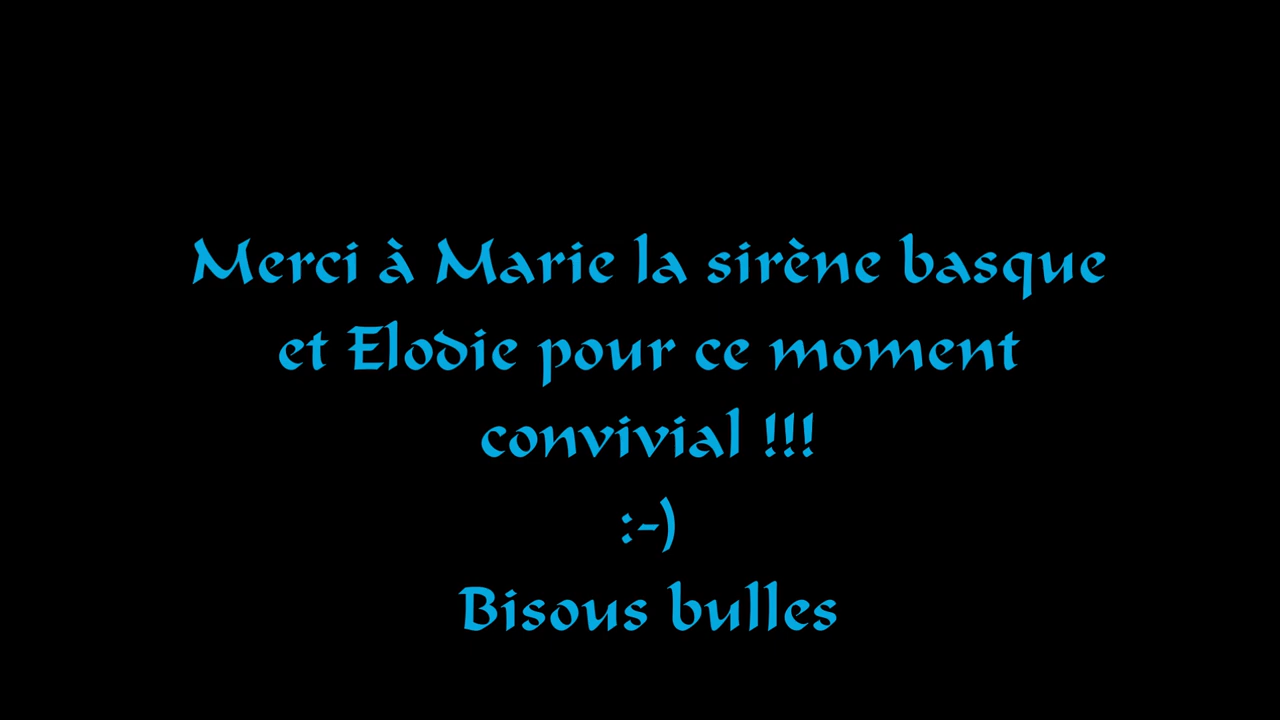 Merci à Marie la sirène basque
et Elodie pour ce moment
convivial !!!
:-)
Bisous bulles